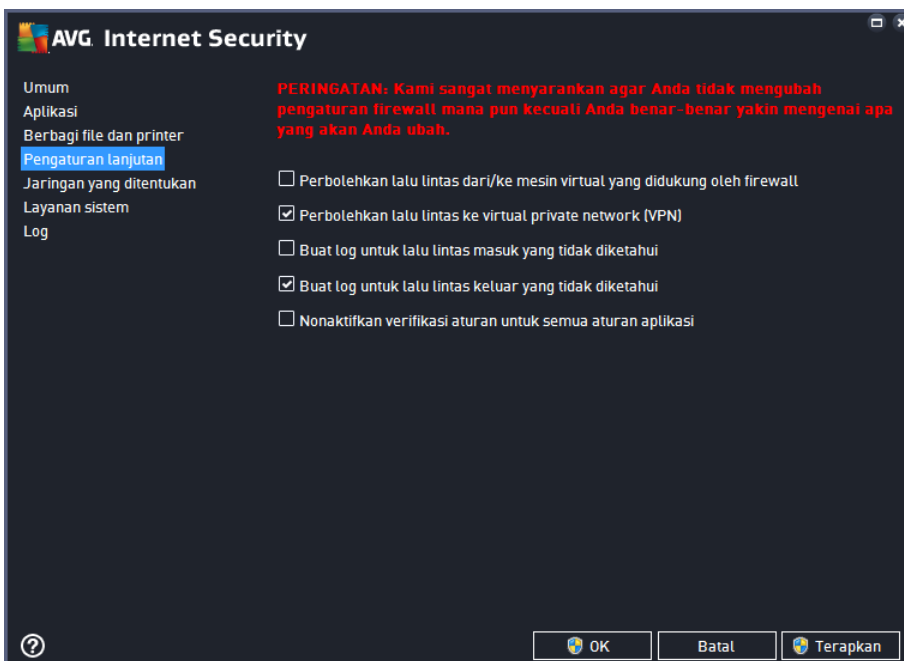 AVG. Internet Security
Umum
Aplikasi
Berbagi file dan printer
Pengaturan lanjutan
Jaringan yang ditentukan
Layanan sistem
Log
PERINGATAN: Kami sangat menyarankan agar Anda tidak mengubah
pengaturan firewall mana pun kecuali Anda benar-benar yakin mengenai apa
yang akan Anda ubah.
Perbolehkan lalu lintas dari/ke mesin virtual yang didukung oleh firewall
Perbolehkan lalu lintas ke virtual private network (VPN)
Buat log untuk lalu lintas masuk yang tidak diketahui
Buat log untuk lalu lintas keluar yang tidak diketahui
Nonaktifkan verifikasi aturan untuk semua aturan aplikasi
?
OK
Batal
Terapkan